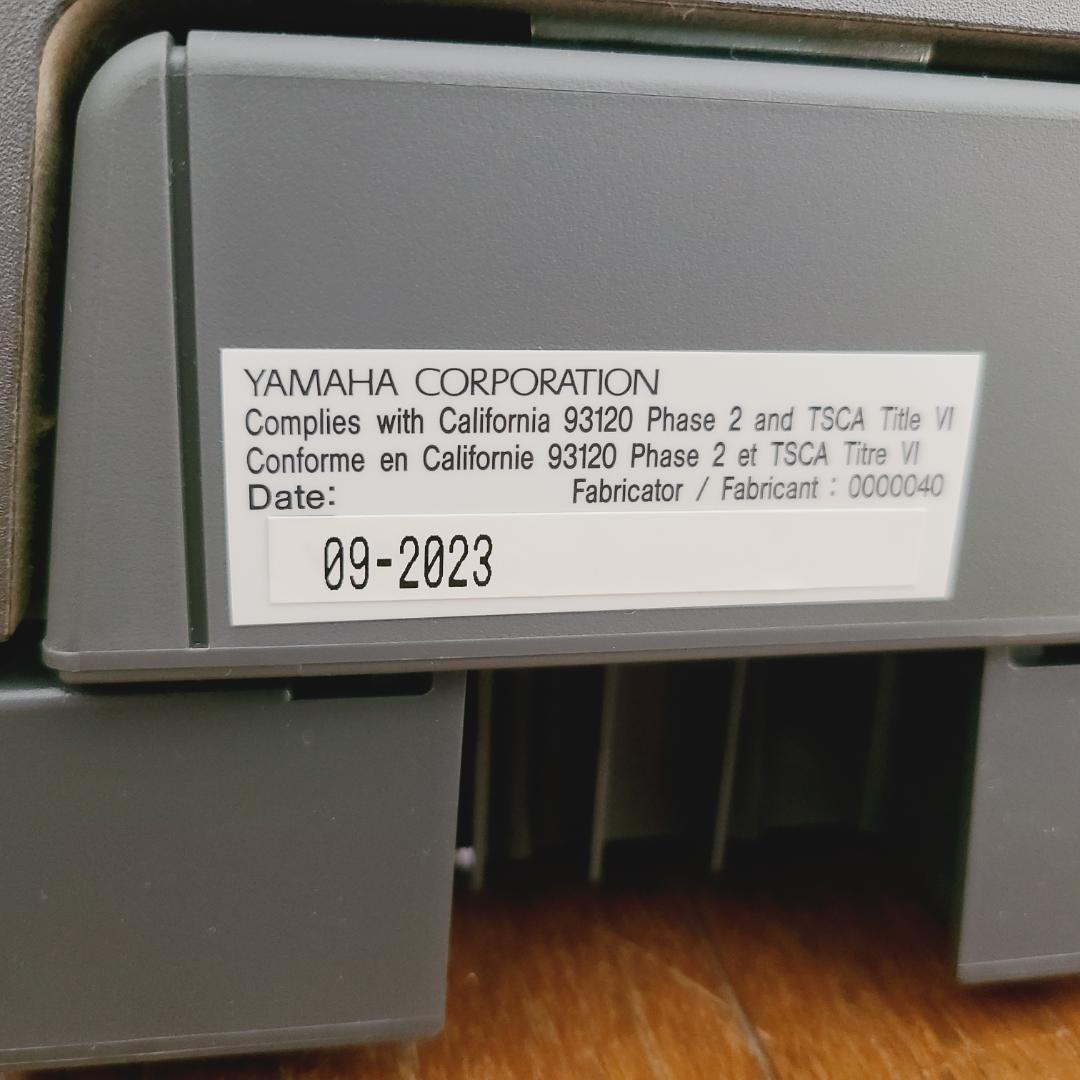 YAMAHA CORPORATION
Complies with California 93120 Phase 2 and TSCA Title VI
Conforme en Californie 93120 Phase 2 et TSCA Titre VI
Date: Fabricator / Fabricant : 0000040
09-2023